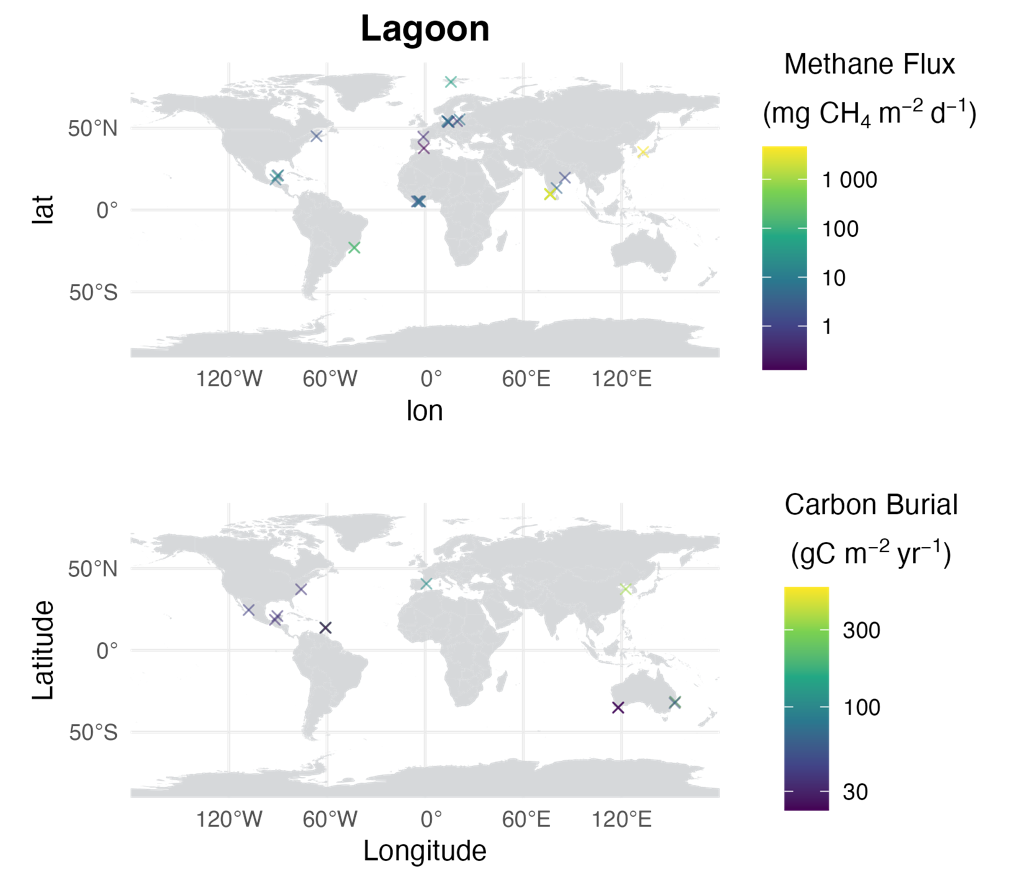 Lagoon
Methane Flux
(mg CH₄ m⁻² d⁻¹)
1 000
100
10
1
50°N
0°
50°S
lat
120°W 60°W 0° 60°E 120°E
lon
Carbon Burial
(gC m⁻² yr⁻¹)
300
100
30
50°N
0°
50°S
Latitude
120°W 60°W 0° 60°E 120°E
Longitude